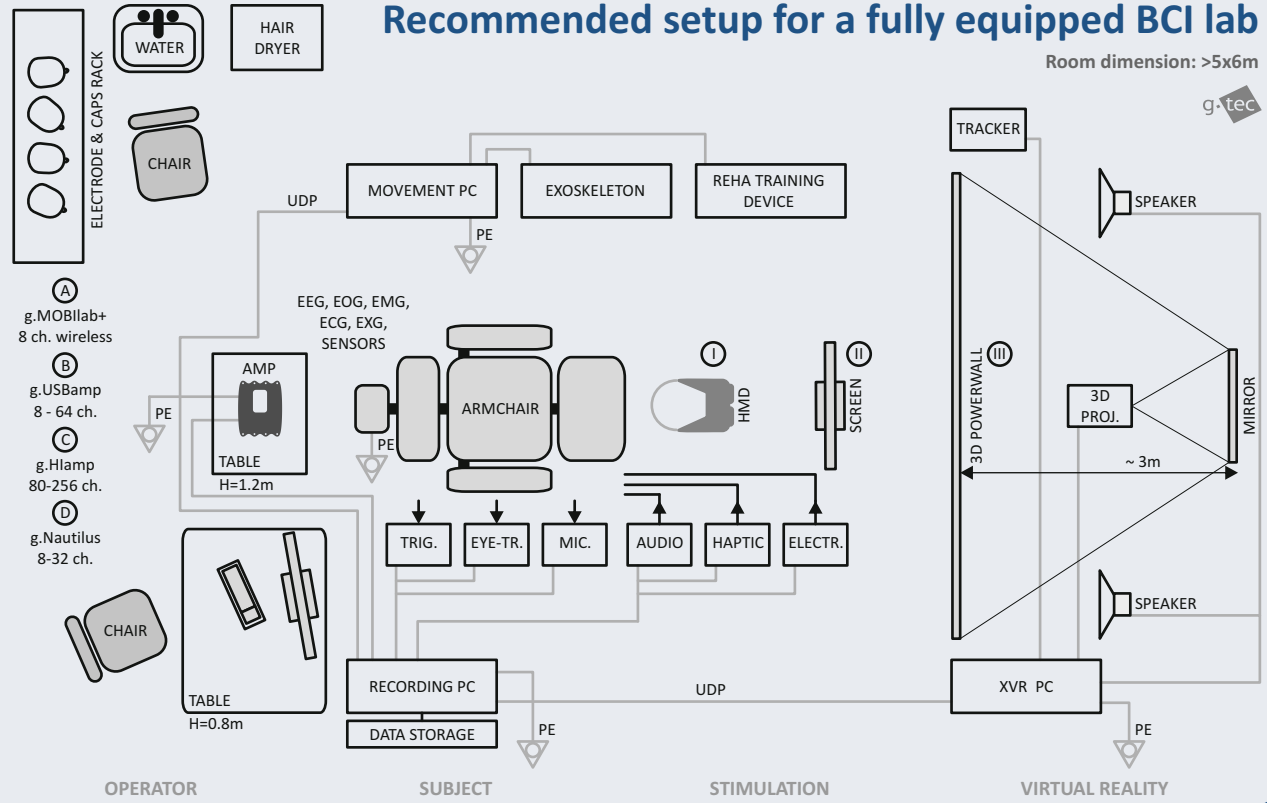 Recommended setup for a fully equipped BCI lab
Room dimension: >5x6m
g.tec
ELECTRODE & CAPS RACK
WATER
HAIR
DRYER
CHAIR
A
g.MOBIlab+
8 ch. wireless
B
g.USBamp
8 - 64 ch.
C
g.HIamp
80-256 ch.
D
g.Nautilus
8-32 ch.
UDP
MOVEMENT PC
EXOSKELETON
REHA TRAINING
DEVICE
PE
EEG, EOG, EMG,
ECG, EXG,
SENSORS
AMP
TABLE
H=1.2m
PE
PE
ARMCHAIR
I
HMD
II
SCREEN
TRIG.
EYE-TR.
MIC.
AUDIO
HAPTIC
ELECTR.
TRACKER
SPEAKER
3D POWERWALL
III
3D
PROJ.
MIRROR
~ 3m
SPEAKER
CHAIR
TABLE
H=0.8m
RECORDING PC
DATA STORAGE
PE
UDP
XVR PC
PE
OPERATOR
SUBJECT
STIMULATION
VIRTUAL REALITY